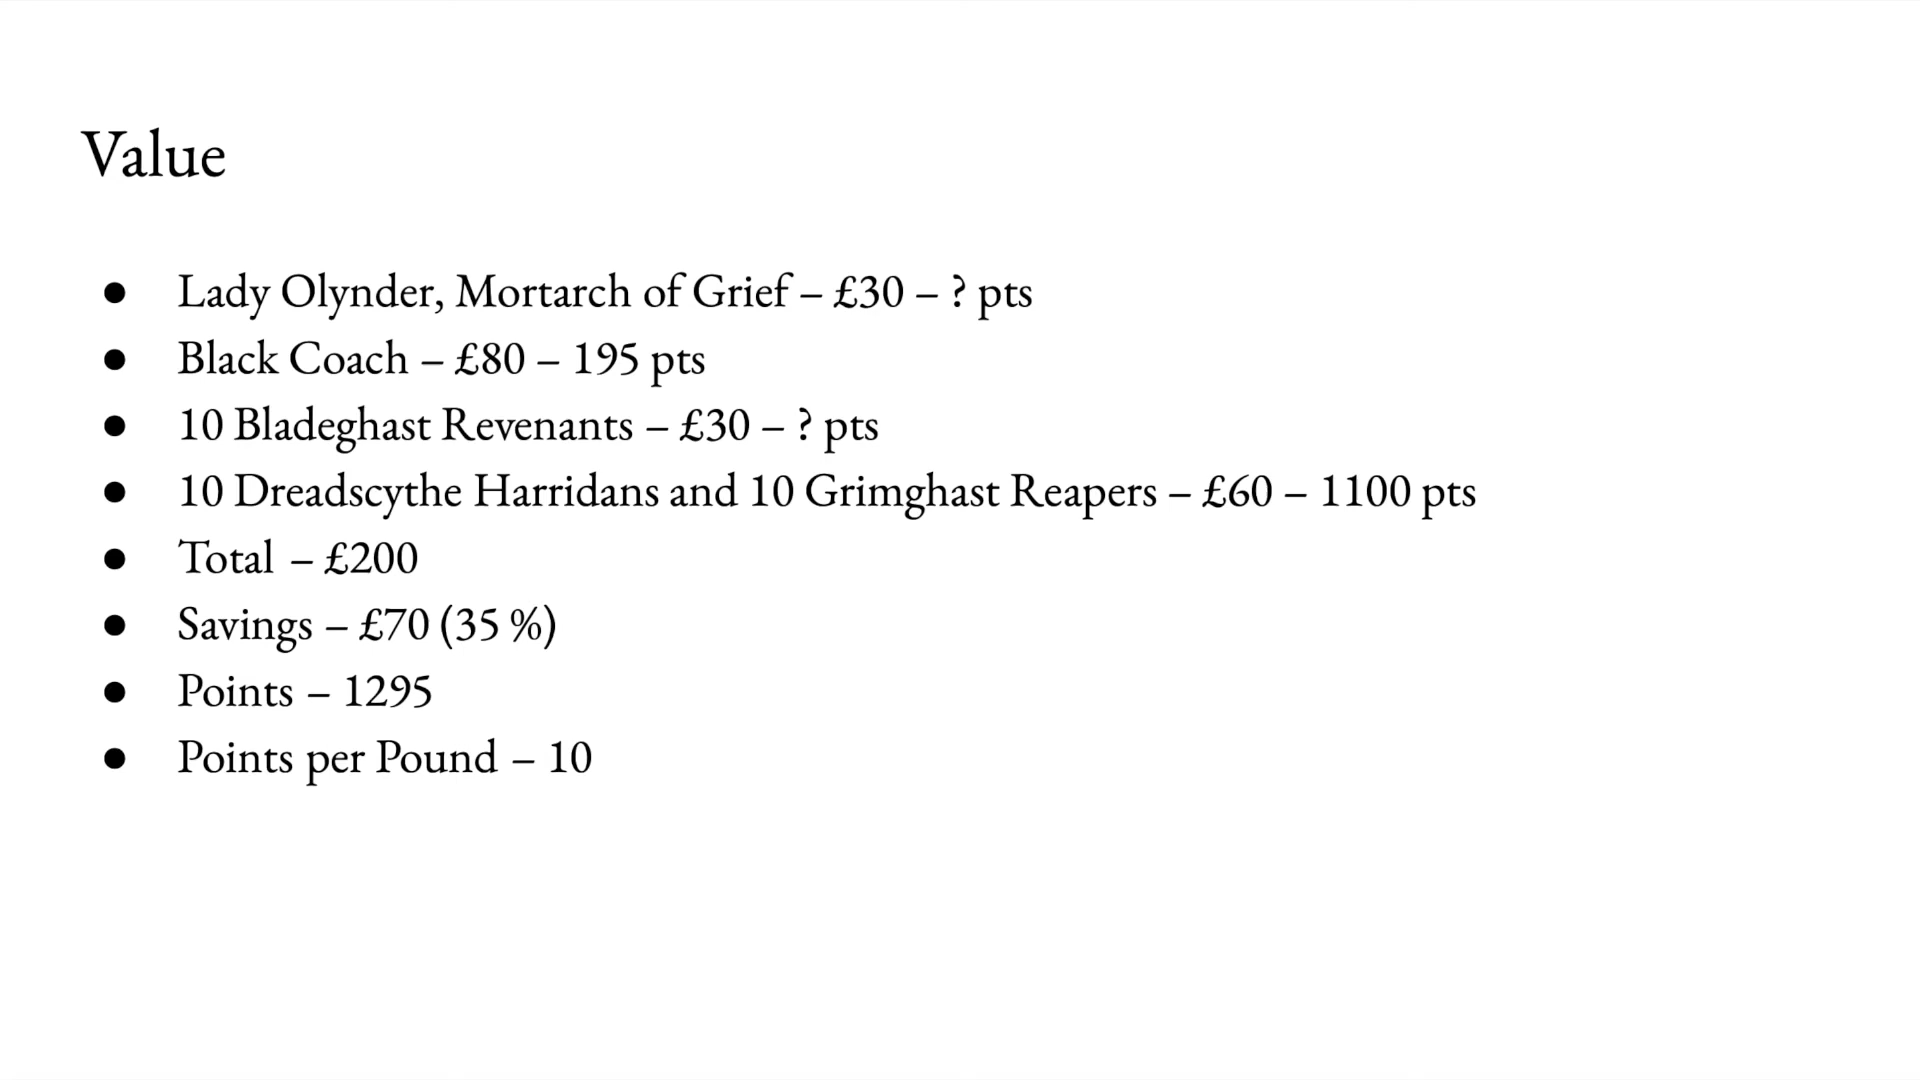 Value
● Lady Olynder, Mortarch of Grief – £30 – ? pts
● Black Coach – £80 – 195 pts
● 10 Bladeghast Revenants – £30 – ? pts
● 10 Dreadscythe Harridans and 10 Grimghast Reapers – £60 – 1100 pts
● Total – £200
● Savings – £70 (35 %)
● Points – 1295
● Points per Pound – 10